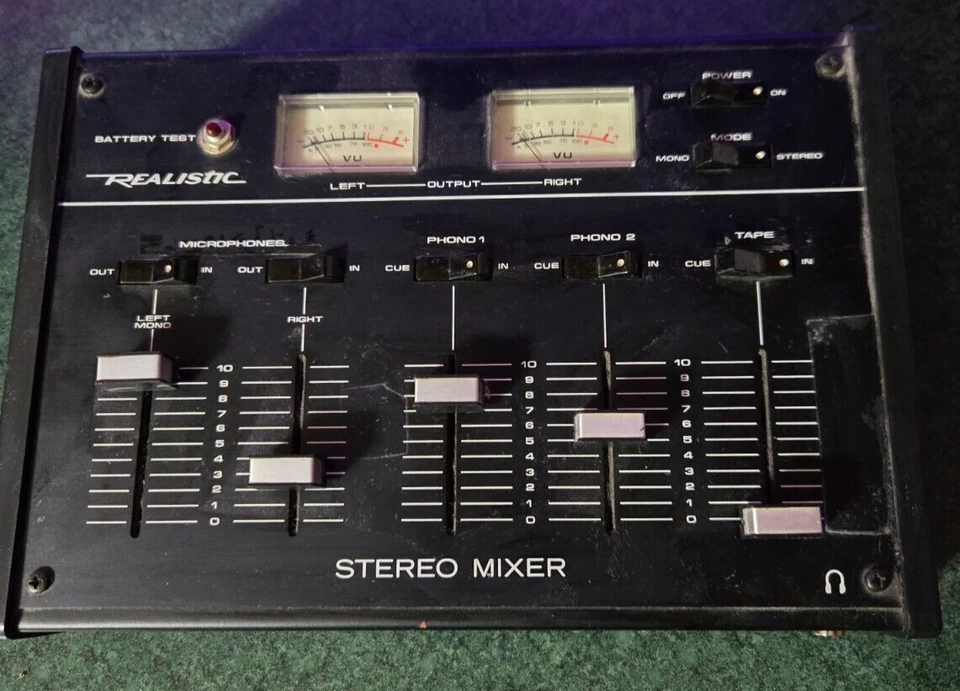 POWER
OFF ON
BATTERY TEST
MODE
MONO STEREO
VU VU
REALISTIC
LEFT OUTPUT RIGHT
MICROPHONES PHONO 1 PHONO 2 TAPE
OUT IN OUT IN CUE IN CUE IN CUE IN
LEFT
MONO RIGHT
10 10 10
9 9 9
8 8 8
7 7 7
6 6 6
5 5 5
4 4 4
3 3 3
2 2 2
1 1 1
0 0 0
STEREO MIXER